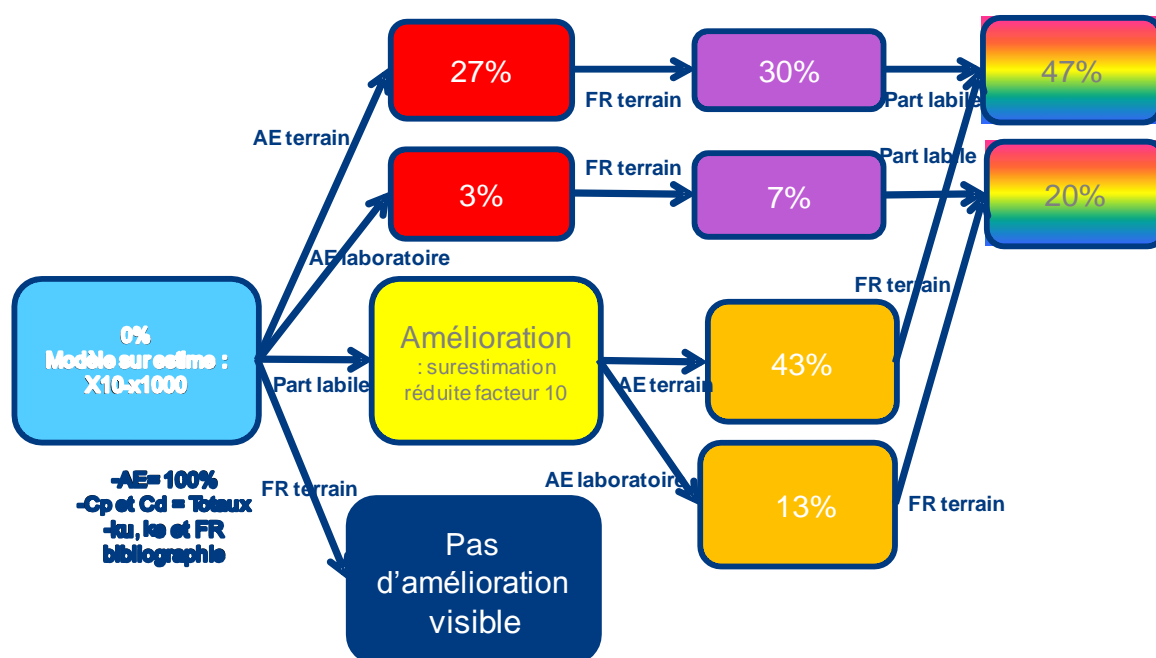 27%
30%
47%
FR terrain
Part labile
AE terrain
Part labile
FR terrain
3%
7%
20%
AE laboratoire
FR terrain
0%
Modèle sur estime :
X10-x1000
Amélioration
: surestimation
réduite facteur 10
Part labile
AE terrain
43%
-AE= 100%
-Cp et Cd = Totaux
-ku, ke et FR
bibliographie
FR terrain
AE laboratoire
13%
FR terrain
Pas
d’amélioration
visible